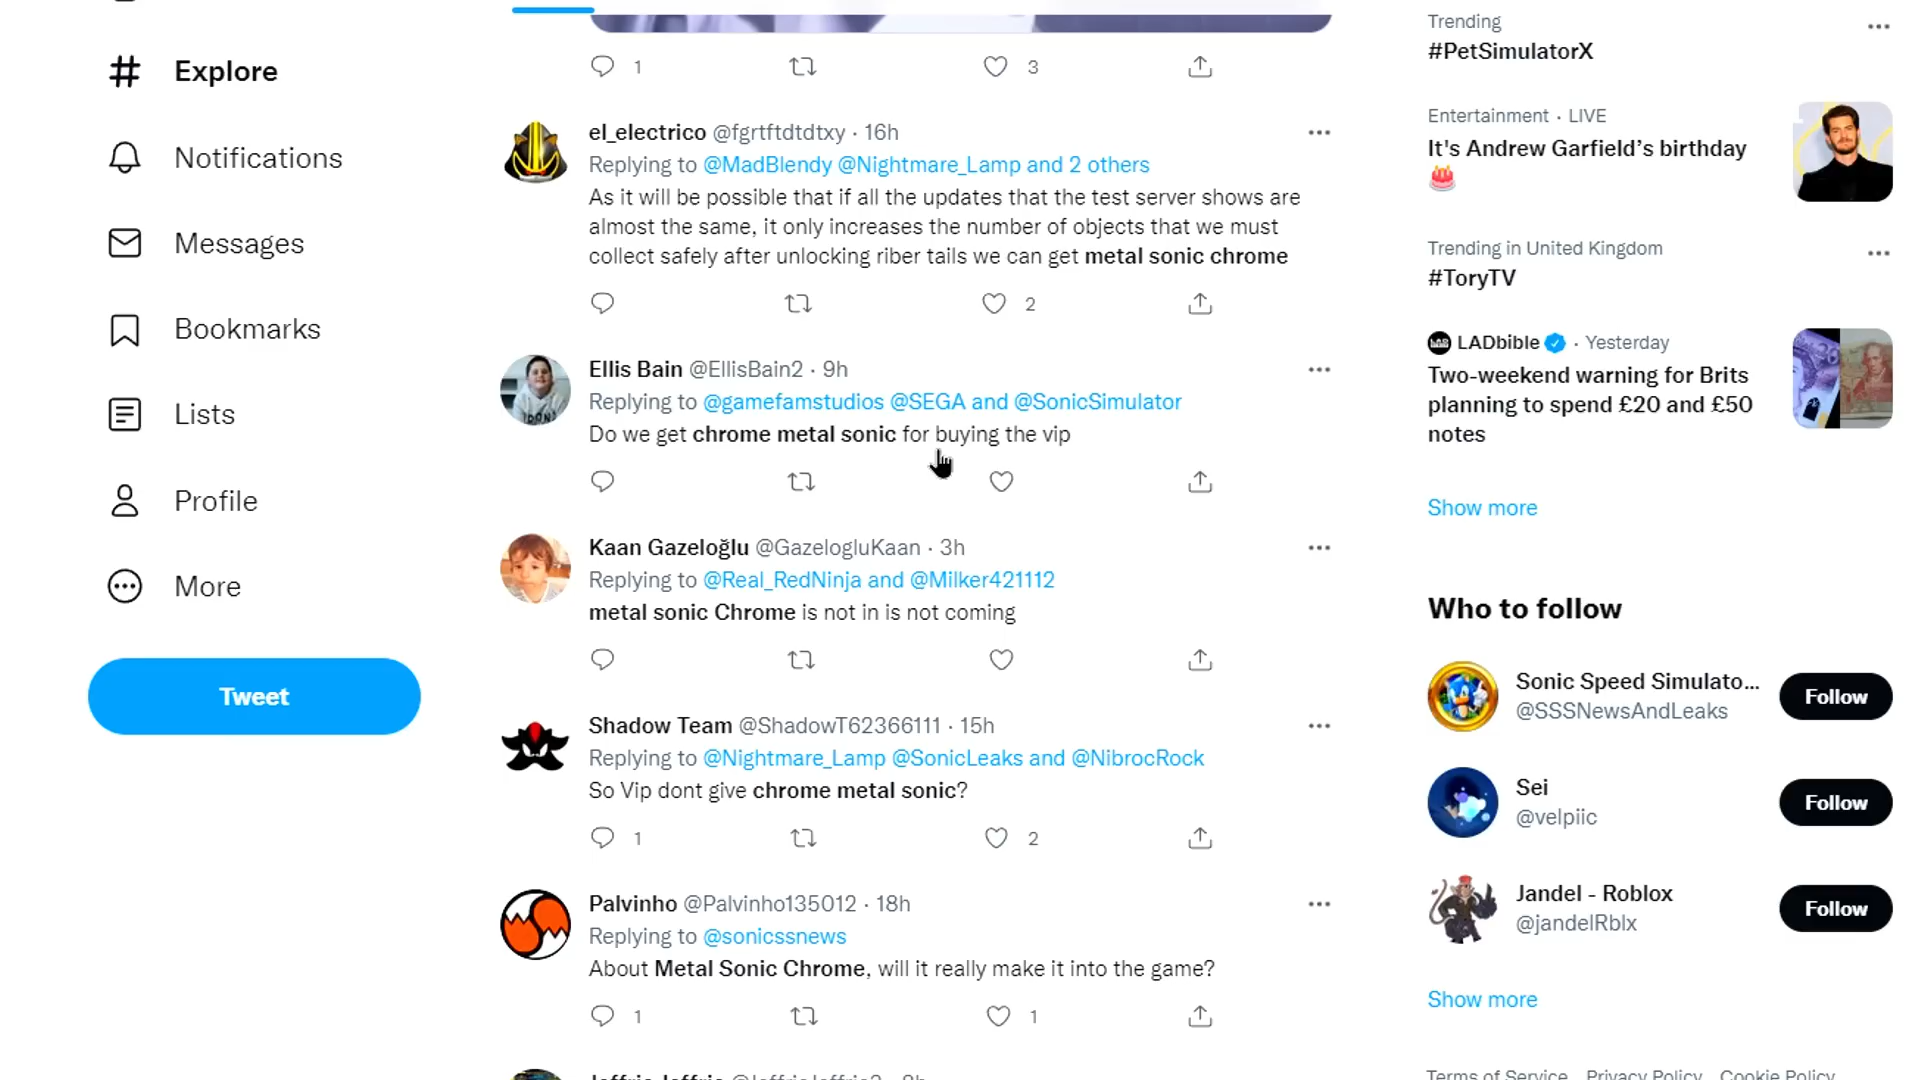 Explore
Notifications
Messages
Bookmarks
Lists
Profile
More
Tweet
1
3
el_electrico @fgrtftdtdtxy · 16h
Replying to @MadBlendy @Nightmare_Lamp and 2 others
As it will be possible that if all the updates that the test server shows are
almost the same, it only increases the number of objects that we must
collect safely after unlocking riber tails we can get metal sonic chrome
2
Ellis Bain @EllisBain2 · 9h
Replying to @gamefamstudios @SEGA and @SonicSimulator
Do we get chrome metal sonic for buying the vip
Kaan Gazeloğlu @GazelogluKaan · 3h
Replying to @Real_RedNinja and @Milker421112
metal sonic Chrome is not in is not coming
Shadow Team @ShadowT62366111 · 15h
Replying to @Nightmare_Lamp @SonicLeaks and @NibrocRock
So Vip dont give chrome metal sonic?
1
2
Palvinho @Palvinho135012 · 18h
Replying to @sonicssnews
About Metal Sonic Chrome, will it really make it into the game?
1
1
Trending
#PetSimulatorX
Entertainment · LIVE
It's Andrew Garfield’s birthday
Trending in United Kingdom
#ToryTV
LADbible · Yesterday
Two-weekend warning for Brits
planning to spend £20 and £50
notes
Show more
Who to follow
Sonic Speed Simulato...
@SSSNewsAndLeaks
Follow
Sei
@velpiic
Follow
Jandel - Roblox
@jandelRblx
Follow
Show more
Terms of Service Privacy Policy Cookie Policy